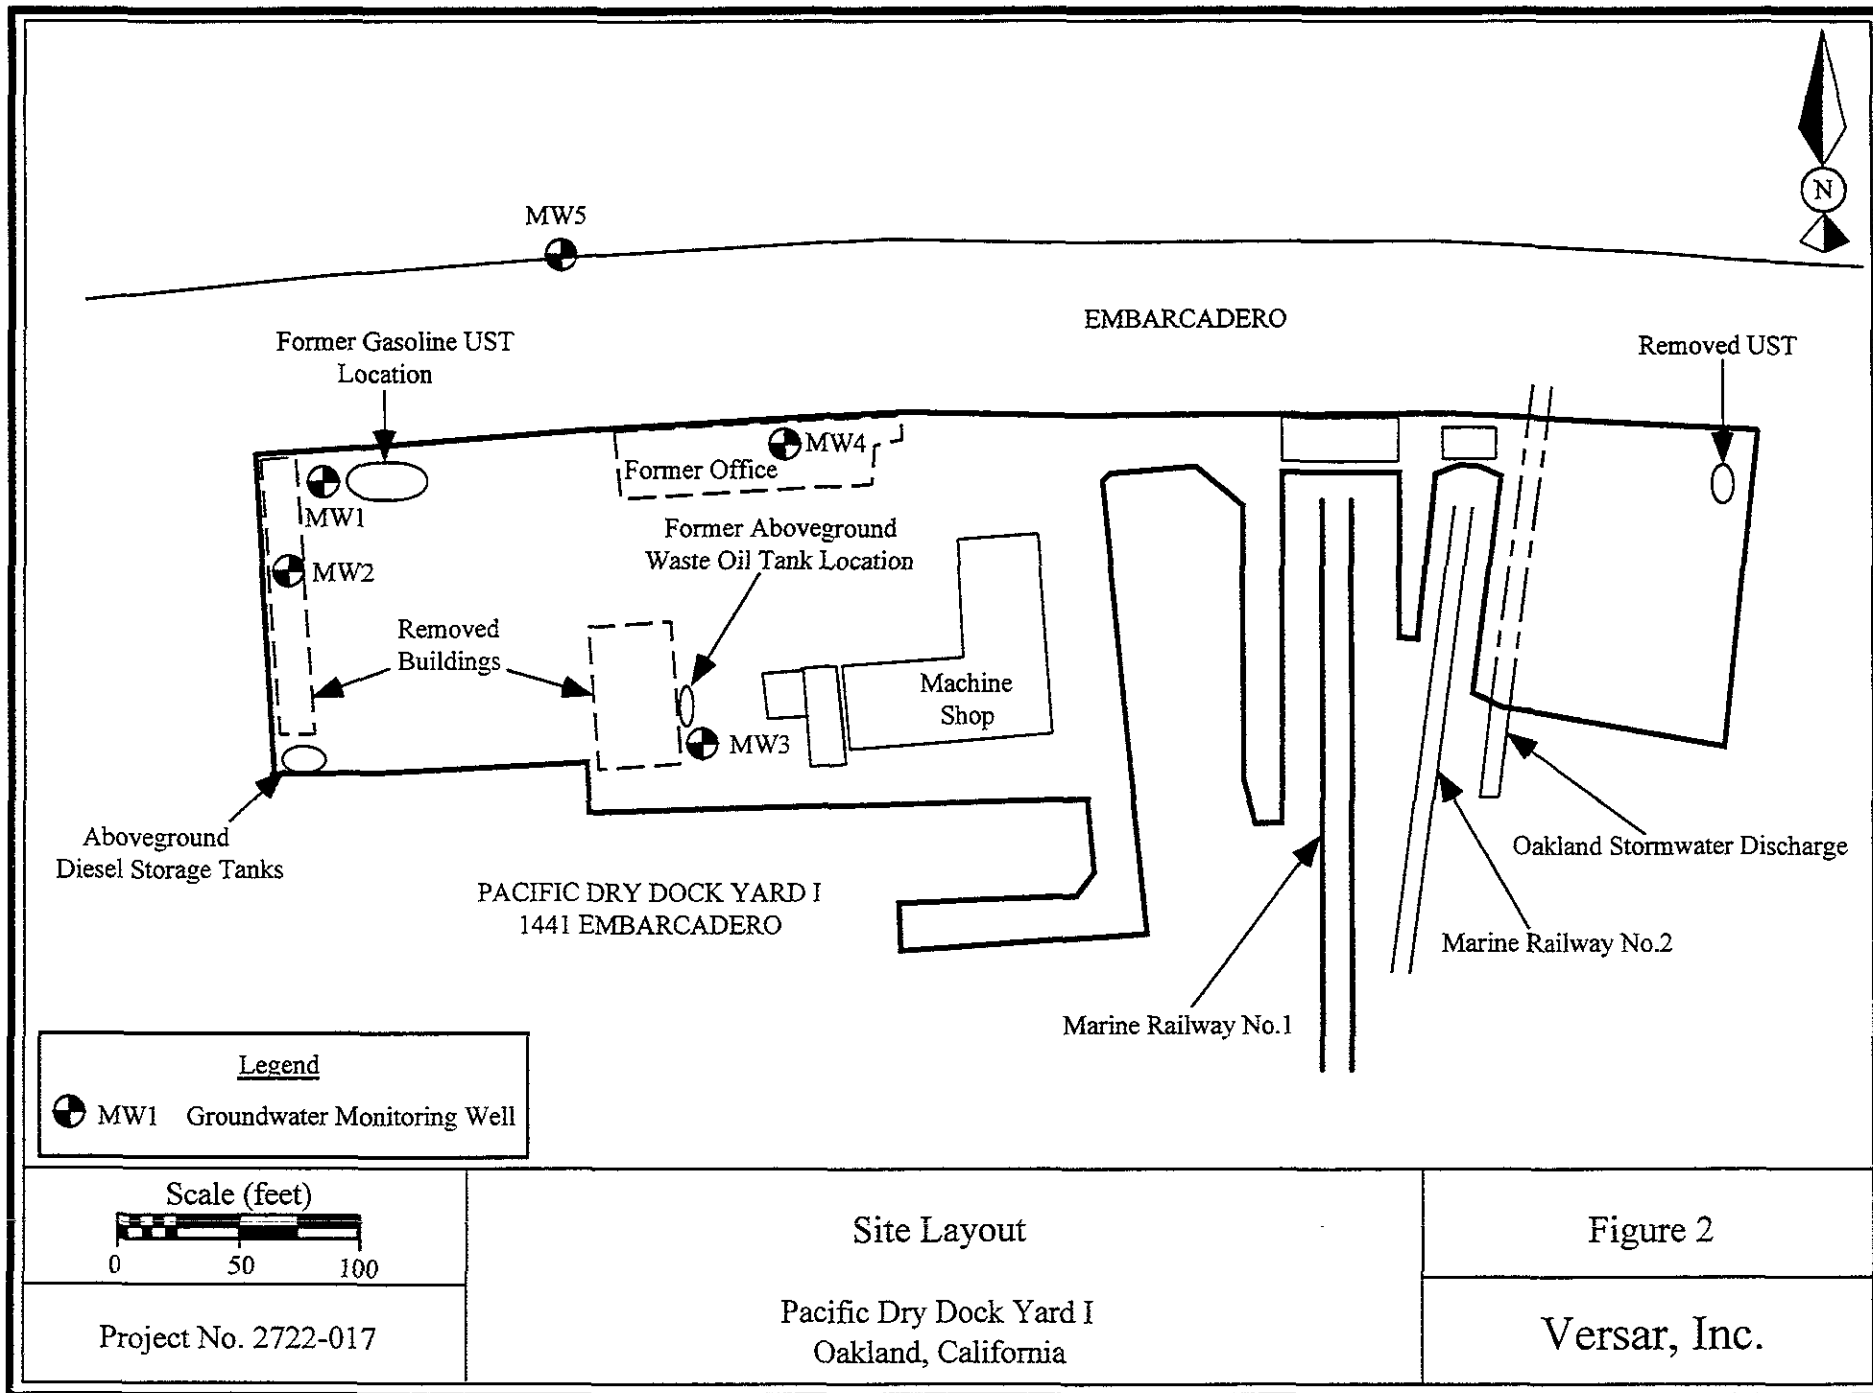 N
MW5
EMBARCADERO
Former Gasoline UST
Location
Removed UST
MW4
Former Office
MW1
Former Aboveground
Waste Oil Tank Location
MW2
Removed
Buildings
Machine
Shop
MW3
Aboveground
Diesel Storage Tanks
Oakland Stormwater Discharge
PACIFIC DRY DOCK YARD I
1441 EMBARCADERO
Marine Railway No.2
Marine Railway No.1
Legend
MW1 Groundwater Monitoring Well
Scale (feet)
0 50 100
Project No. 2722-017
Site Layout
Pacific Dry Dock Yard I
Oakland, California
Figure 2
Versar, Inc.